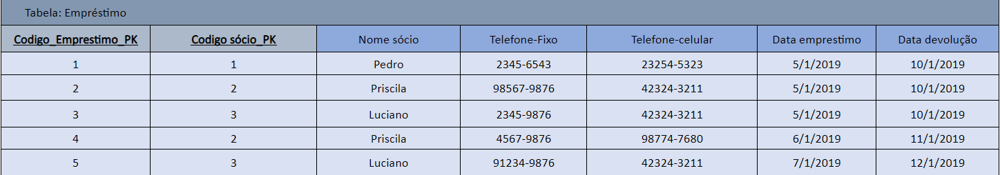 Tabela: Empréstimo
Codigo_Emprestimo_PK Codigo sócio_PK Nome sócio Telefone-Fixo Telefone-celular Data emprestimo Data devolução
1 1 Pedro 2345-6543 23254-5323 5/1/2019 10/1/2019
2 2 Priscila 98567-9876 42324-3211 5/1/2019 10/1/2019
3 3 Luciano 2345-9876 42324-3211 5/1/2019 10/1/2019
4 2 Priscila 4567-9876 98774-7680 6/1/2019 11/1/2019
5 3 Luciano 91234-9876 42324-3211 7/1/2019 12/1/2019